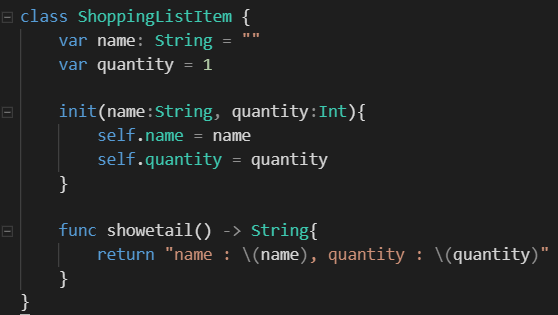 class ShoppingListItem {
    var name: String = ""
    var quantity = 1

    init(name:String, quantity:Int){
        self.name = name
        self.quantity = quantity
    }

    func showetail() -> String{
        return "name : \(name), quantity : \(quantity)"
    }
}